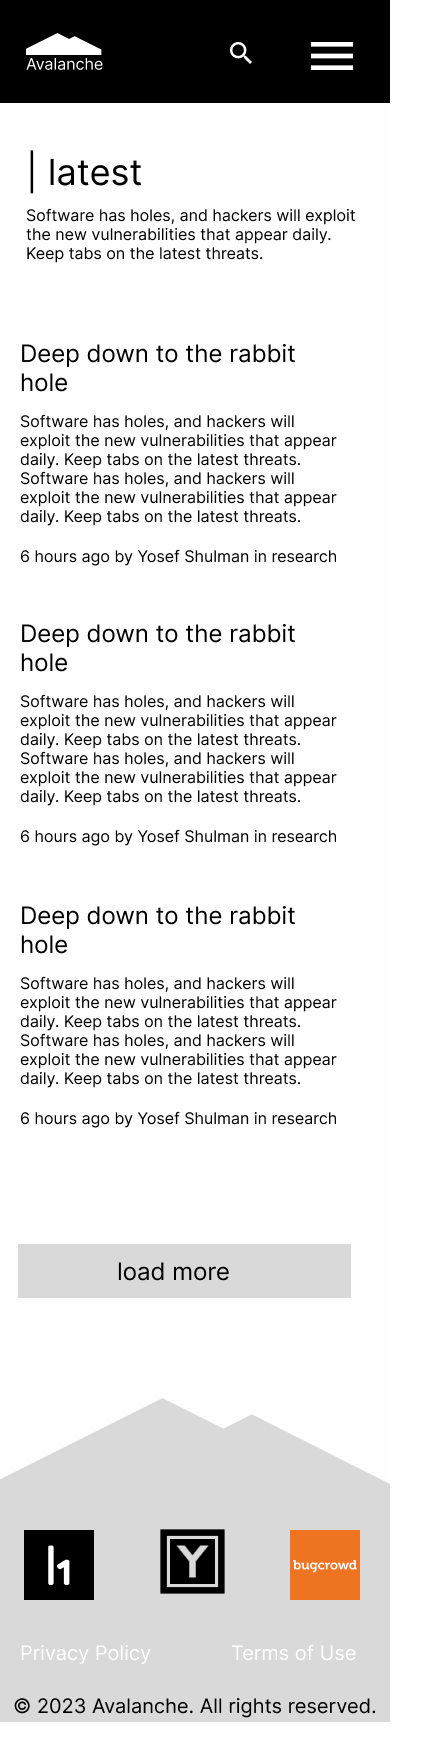 Avalanche
| latest
Software has holes, and hackers will exploit
the new vulnerabilities that appear daily.
Keep tabs on the latest threats.
Deep down to the rabbit
hole
Software has holes, and hackers will
exploit the new vulnerabilities that appear
daily. Keep tabs on the latest threats.
Software has holes, and hackers will
exploit the new vulnerabilities that appear
daily. Keep tabs on the latest threats.
6 hours ago by Yosef Shulman in research
Deep down to the rabbit
hole
Software has holes, and hackers will
exploit the new vulnerabilities that appear
daily. Keep tabs on the latest threats.
Software has holes, and hackers will
exploit the new vulnerabilities that appear
daily. Keep tabs on the latest threats.
6 hours ago by Yosef Shulman in research
Deep down to the rabbit
hole
Software has holes, and hackers will
exploit the new vulnerabilities that appear
daily. Keep tabs on the latest threats.
Software has holes, and hackers will
exploit the new vulnerabilities that appear
daily. Keep tabs on the latest threats.
6 hours ago by Yosef Shulman in research
load more
l1 Y bugcrowd
Privacy Policy Terms of Use
© 2023 Avalanche. All rights reserved.